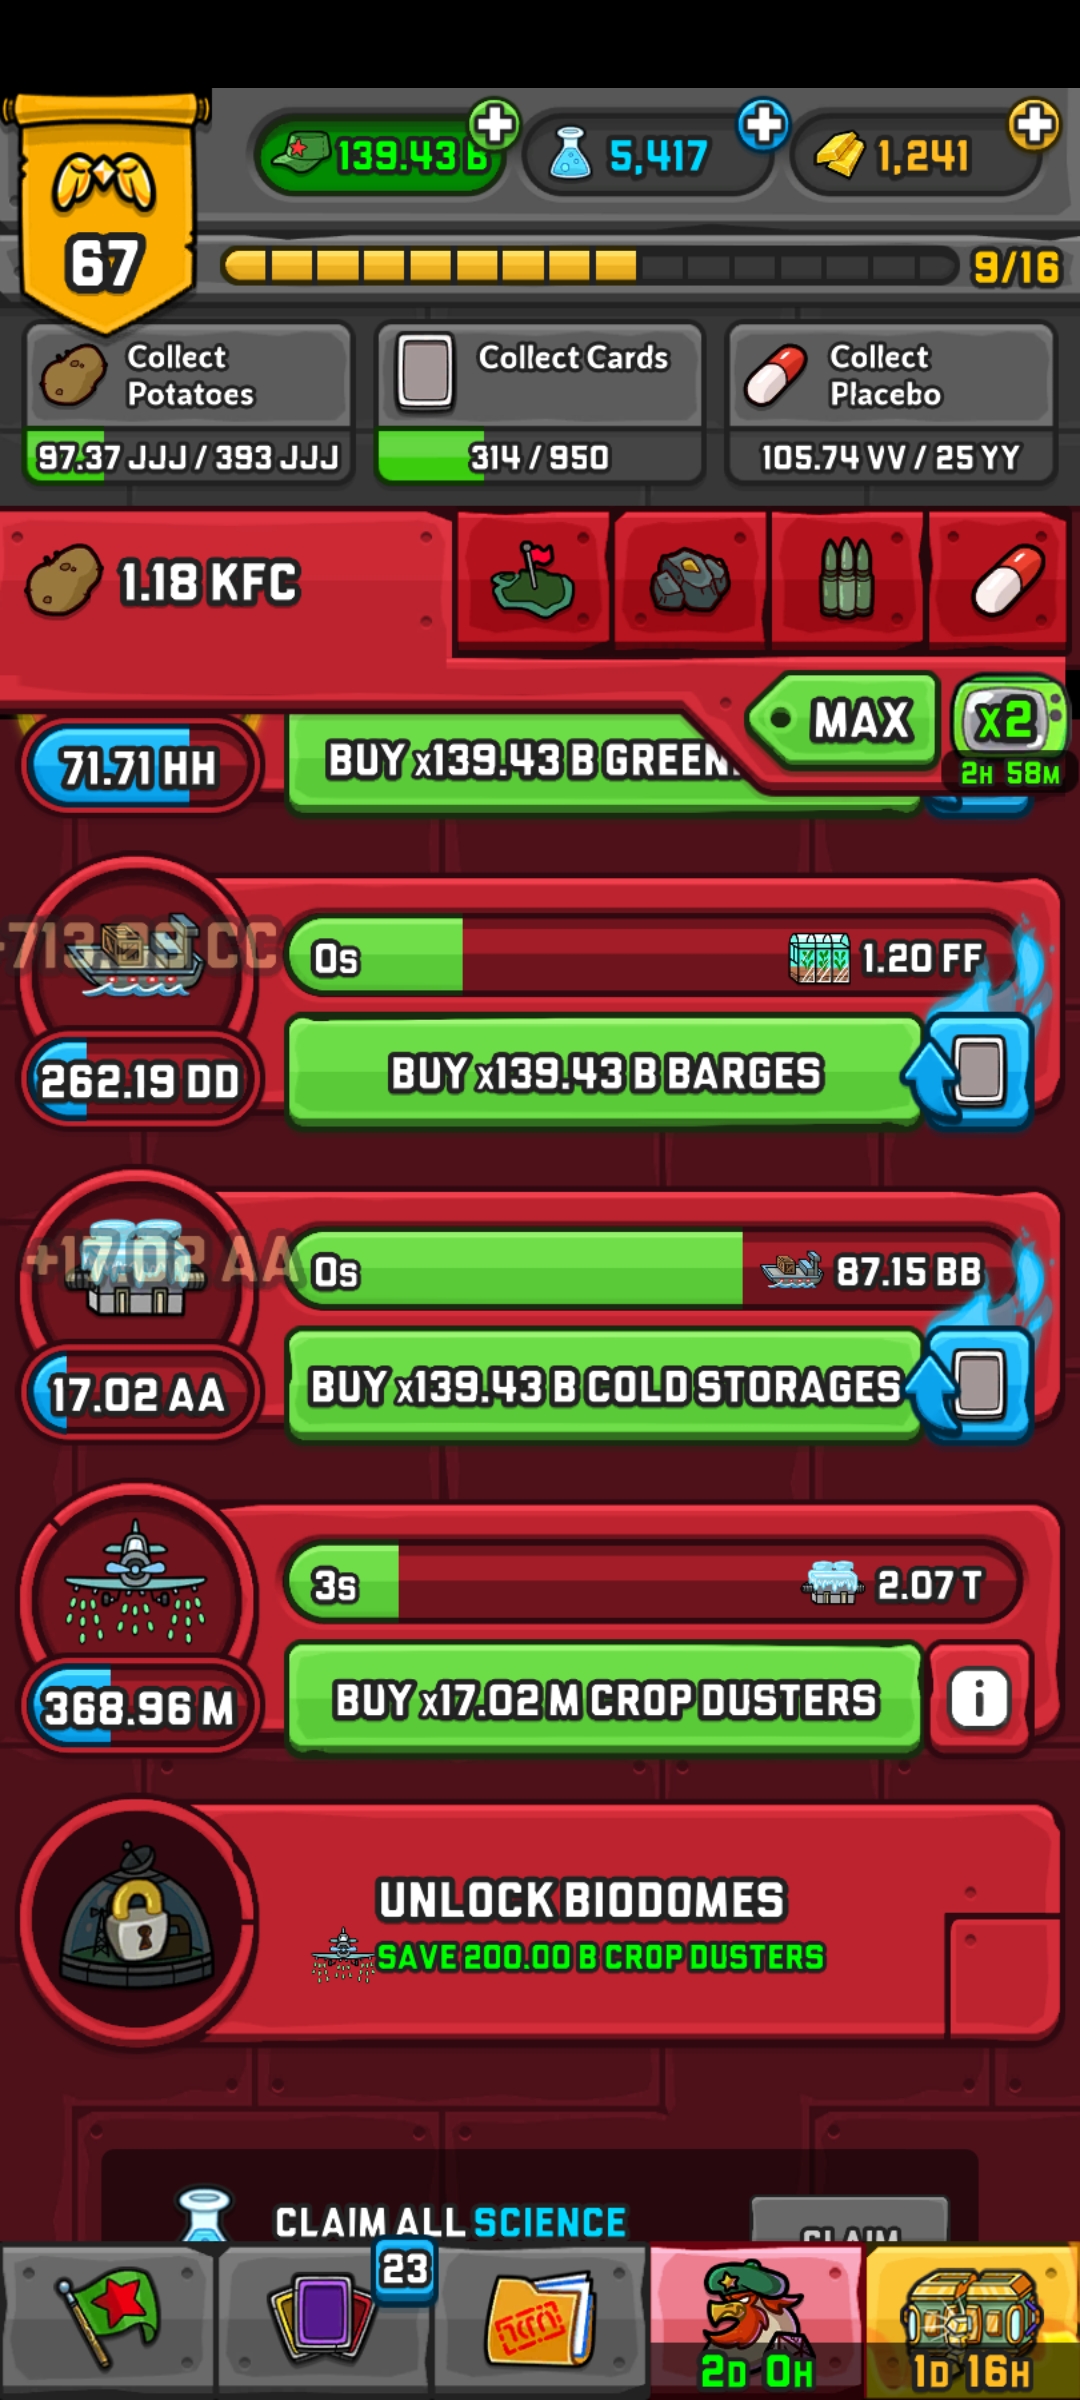 139.43 B
5,417
1,241
67
9/16
Collect
Potatoes
97.37 JJJ / 393 JJJ
Collect Cards
314 / 950
Collect
Placebo
105.74 VV / 25 YY
1.18 KFC
MAX
x2
2H 58M
71.71 HH
BUY x139.43 B GREEN
0s
1.20 FF
262.19 DD
BUY x139.43 B BARGES
+17.02 AA
0s
87.15 BB
17.02 AA
BUY x139.43 B COLD STORAGES
3s
2.07 T
368.96 M
BUY x17.02 M CROP DUSTERS
i
UNLOCK BIODOMES
SAVE 200.00 B CROP DUSTERS
CLAIM ALL SCIENCE
CLAIM
23
2D 0H
1D 16H